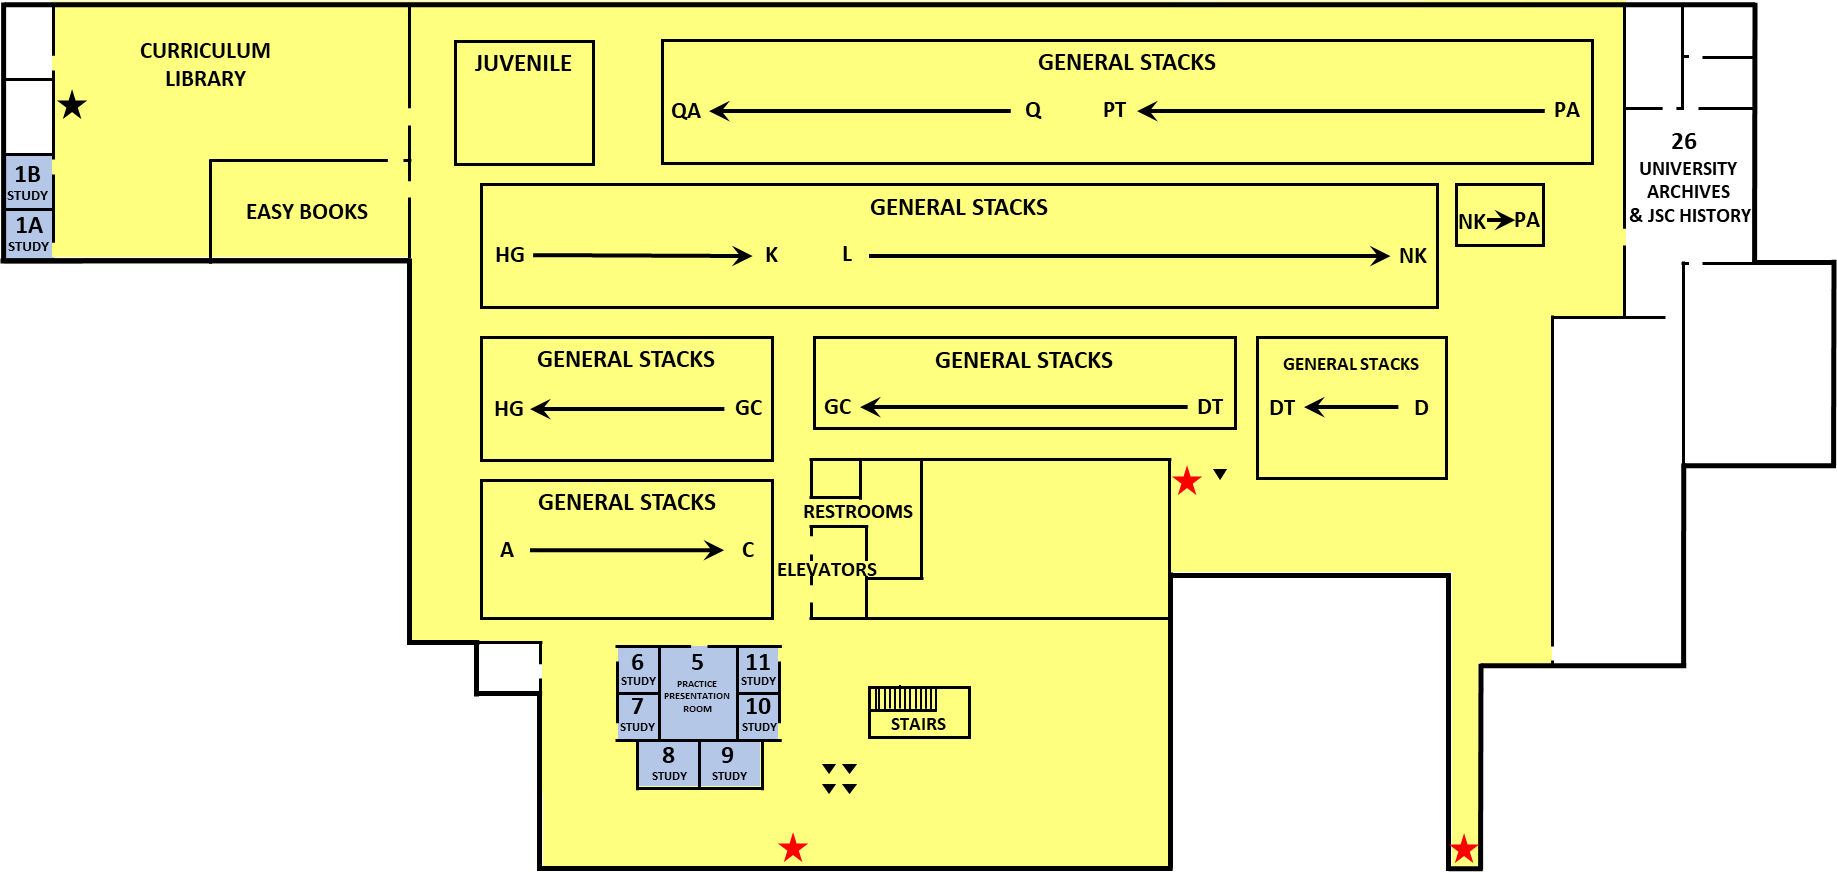 CURRICULUM
LIBRARY
JUVENILE
GENERAL STACKS
QA Q PT PA
26
UNIVERSITY
ARCHIVES
& JSC HISTORY
1B
STUDY
1A
STUDY
EASY BOOKS
GENERAL STACKS
HG K L NK
NK PA
GENERAL STACKS
HG GC
GENERAL STACKS
GC DT
GENERAL STACKS
DT D
GENERAL STACKS
A C
RESTROOMS
ELEVATORS
6
STUDY
5
PRACTICE
PRESENTATION
ROOM
11
STUDY
7
STUDY
10
STUDY
8
STUDY
9
STUDY
STAIRS